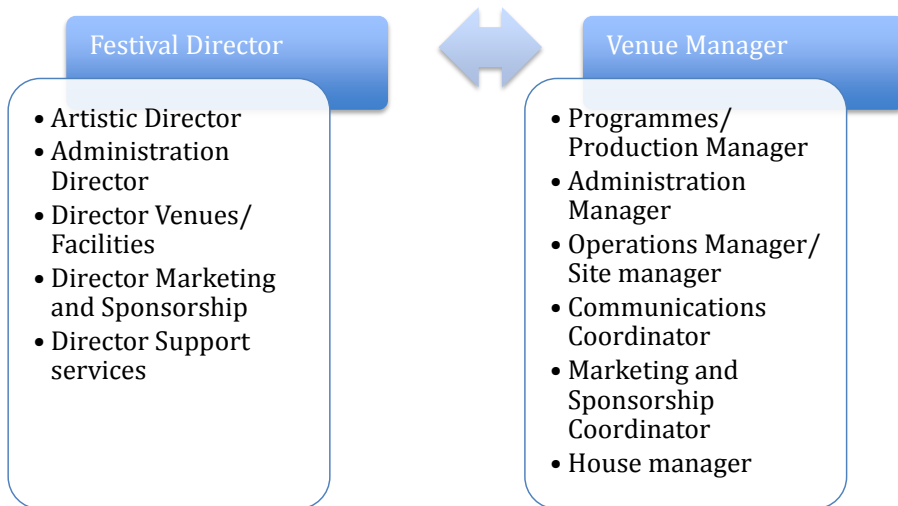 Festival Director
• Artistic Director
• Administration
Director
• Director Venues/
Facilities
• Director Marketing
and Sponsorship
• Director Support
services
Venue Manager
• Programmes/
Production Manager
• Administration
Manager
• Operations Manager/
Site manager
• Communications
Coordinator
• Marketing and
Sponsorship
Coordinator
• House manager